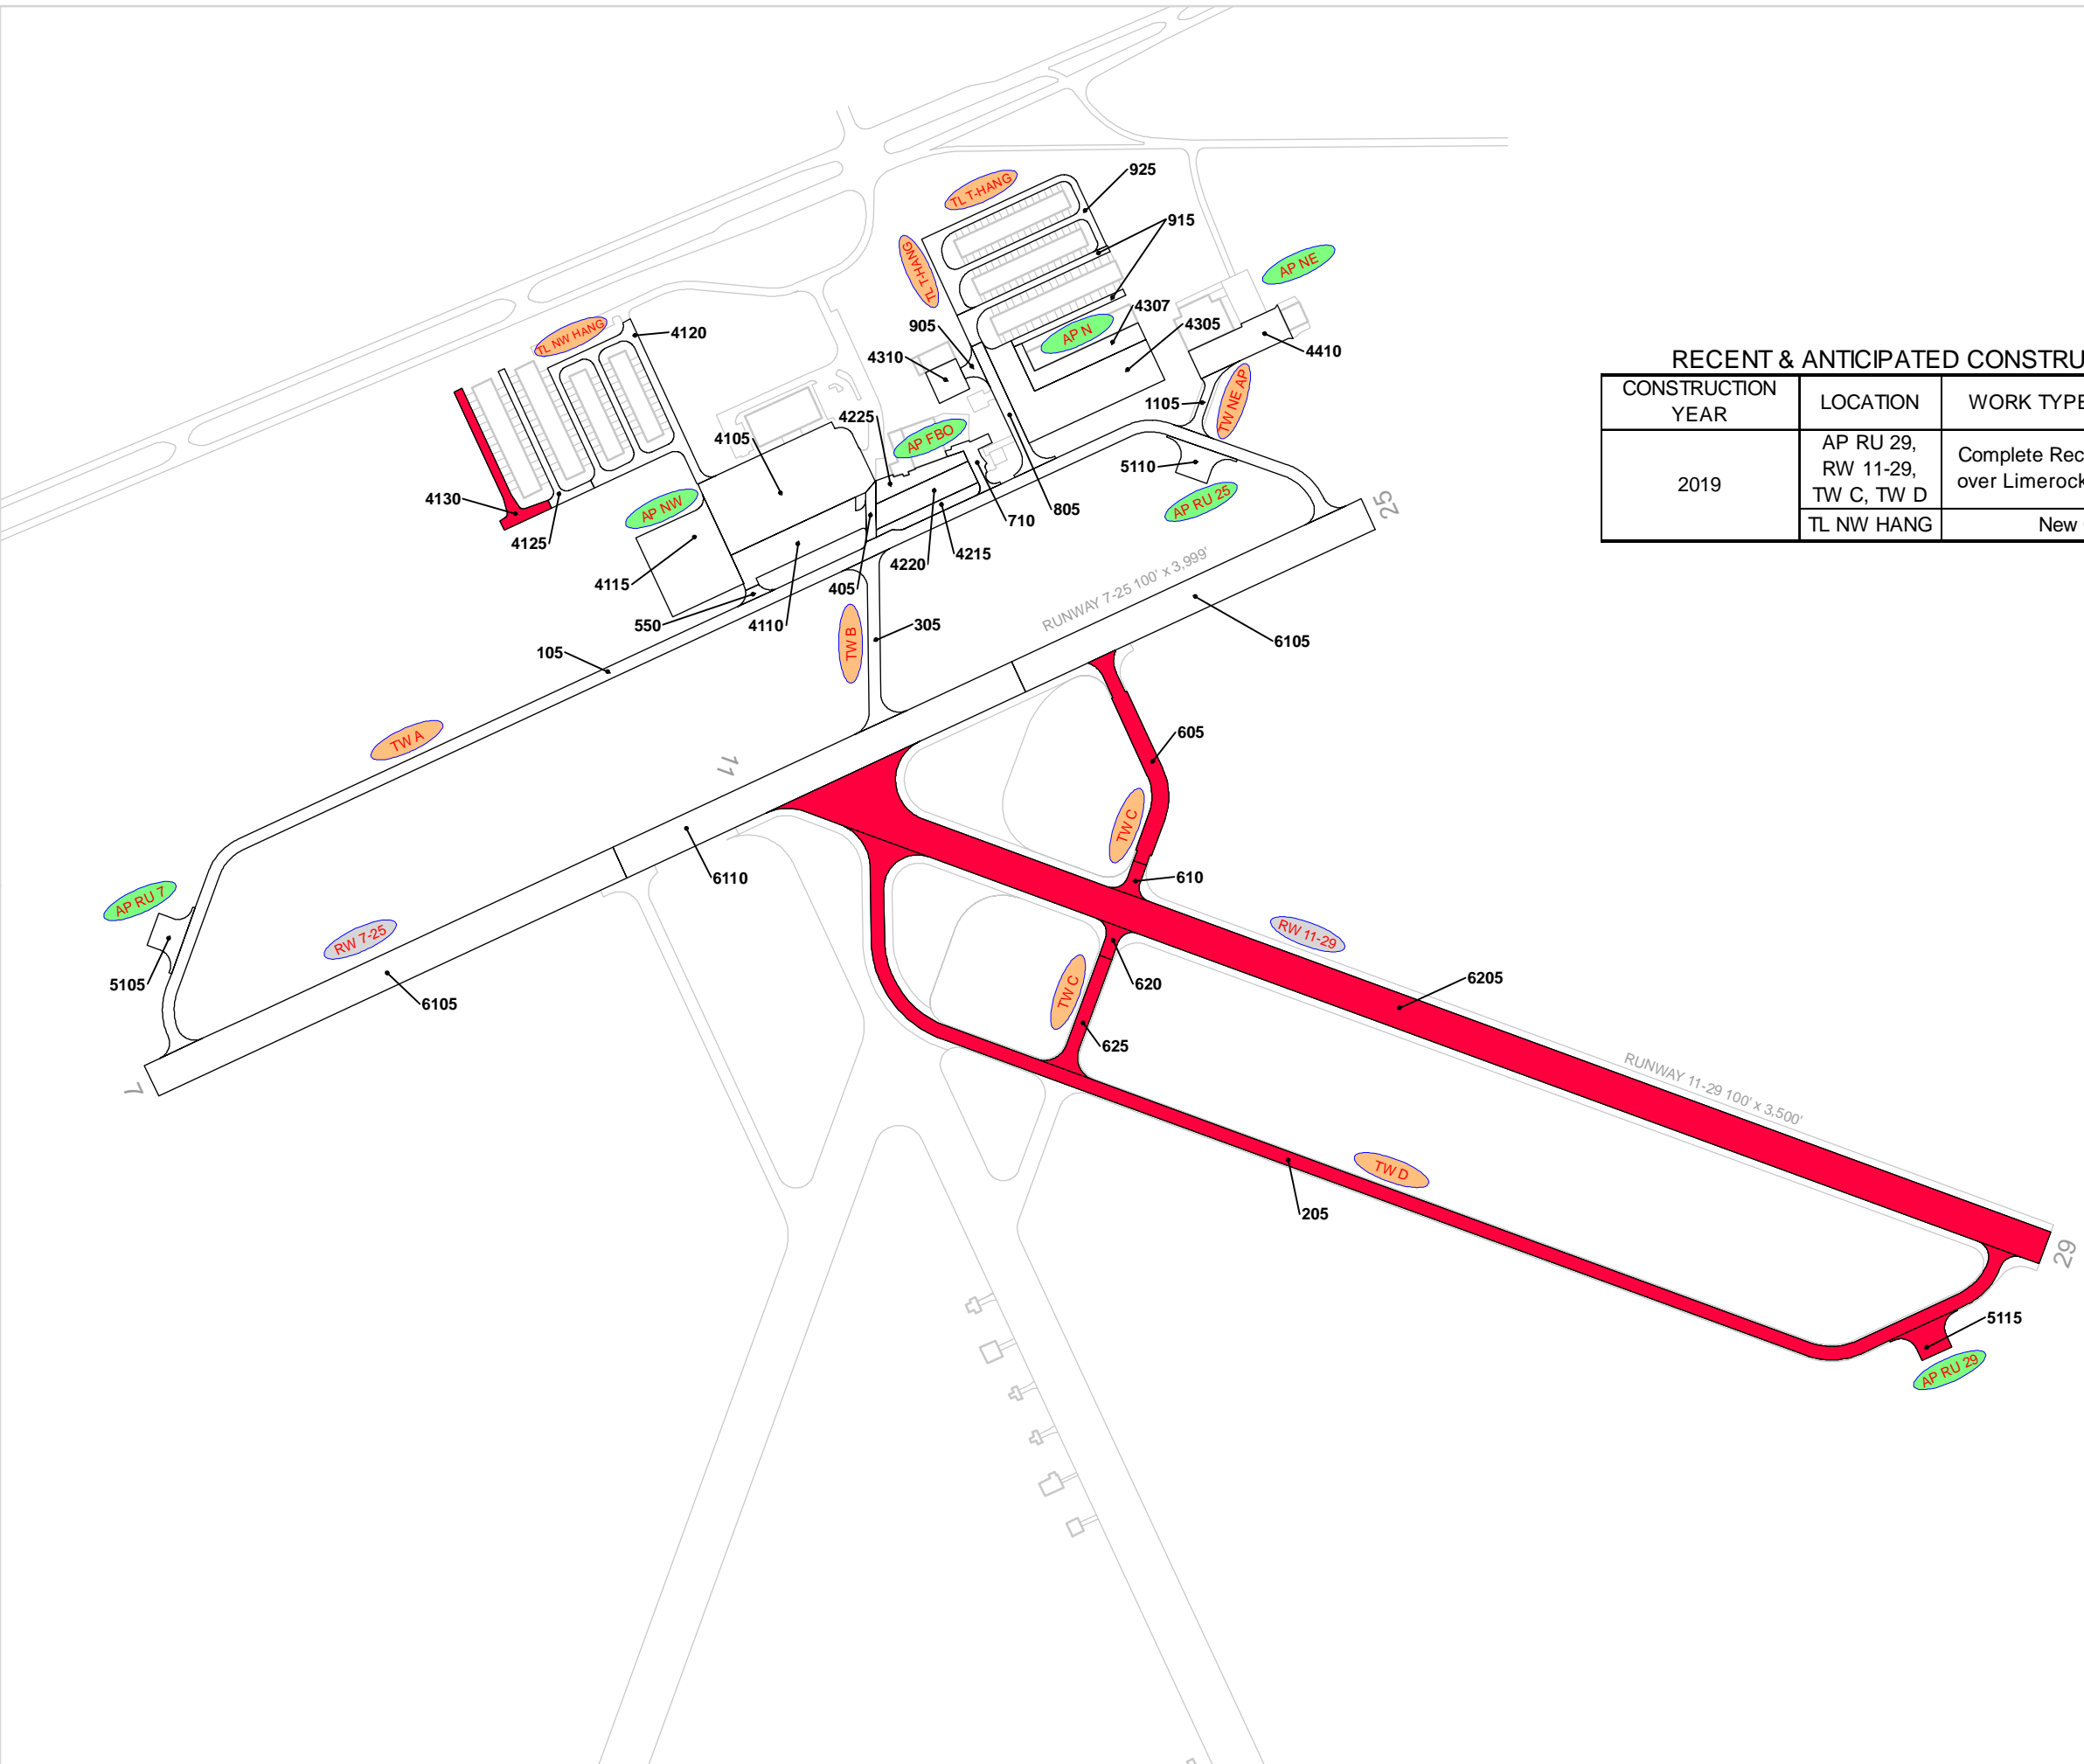 925
TL T-HANG
915
TL T-HANG
AP NE
4307
905
AP N
4305
TL NW HANG
4120
4310
4410
RECENT & ANTICIPATED CONSTRU
CONSTRUCTION YEAR
LOCATION
WORK TYPE
2019
AP RU 29,
RW 11-29,
TW C, TW D
Complete Rec
over Limerock
TL NW HANG
New
1105
TW NE AP
4225
4105
AP FBO
5110
4130
AP NW
AP RU 25
25
805
710
4125
4215
4220
4115
405
RUNWAY 7-25 100' x 3,999'
550
4110
305
6105
105
TW B
TW A
605
11
TW C
6110
610
AP RU 7
RW 7-25
RW 11-29
5105
6105
620
6205
TW C
625
7
RUNWAY 11-29 100' x 3,500'
TW D
205
29
5115
AP RU 29